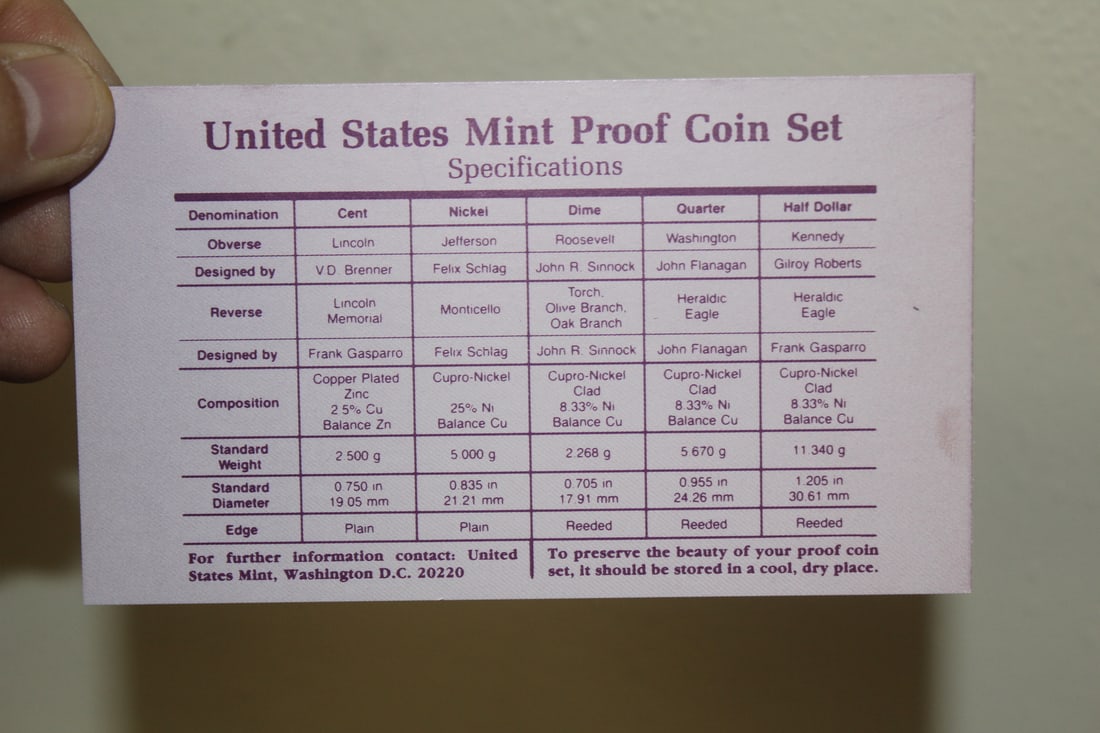 United States Mint Proof Coin Set
Specifications
Denomination Cent Nickel Dime Quarter Half Dollar
Obverse Lincoln Jefferson Roosevelt Washington Kennedy
Designed by V.D. Brenner Felix Schlag John R. Sinnock John Flanagan Gilroy Roberts
Reverse Lincoln Memorial Monticello Torch, Olive Branch, Oak Branch Heraldic Eagle Heraldic Eagle
Designed by Frank Gasparro Felix Schlag John R. Sinnock John Flanagan Frank Gasparro
Composition Copper Plated Zinc 2.5% Cu Balance Zn Cupro-Nickel 25% Ni Balance Cu Cupro-Nickel Clad 8.33% Ni Balance Cu Cupro-Nickel Clad 8.33% Ni Balance Cu Cupro-Nickel Clad 8.33% Ni Balance Cu
Standard Weight 2.500 g 5.000 g 2.268 g 5.670 g 11.340 g
Standard Diameter 0.750 in 19.05 mm 0.835 in 21.21 mm 0.705 in 17.91 mm 0.955 in 24.26 mm 1.205 in 30.61 mm
Edge Plain Plain Reeded Reeded Reeded
For further information contact: United
States Mint, Washington D.C. 20220
To preserve the beauty of your proof coin
set, it should be stored in a cool, dry place.